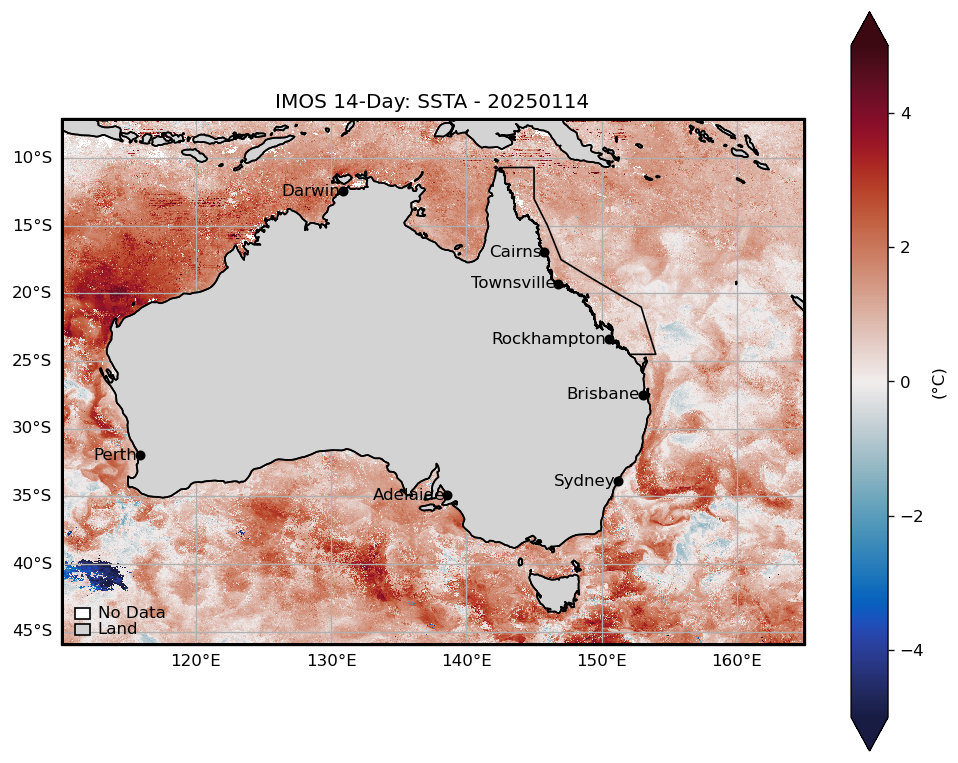 IMOS 14-Day: SSTA - 20250114
10°S
15°S
20°S
25°S
30°S
35°S
40°S
45°S
120°E
130°E
140°E
150°E
160°E
Darwin
Cairns
Townsville
Rockhampton
Brisbane
Perth
Sydney
Adelaide
No Data
Land
4
2
0
−2
−4
(°C)